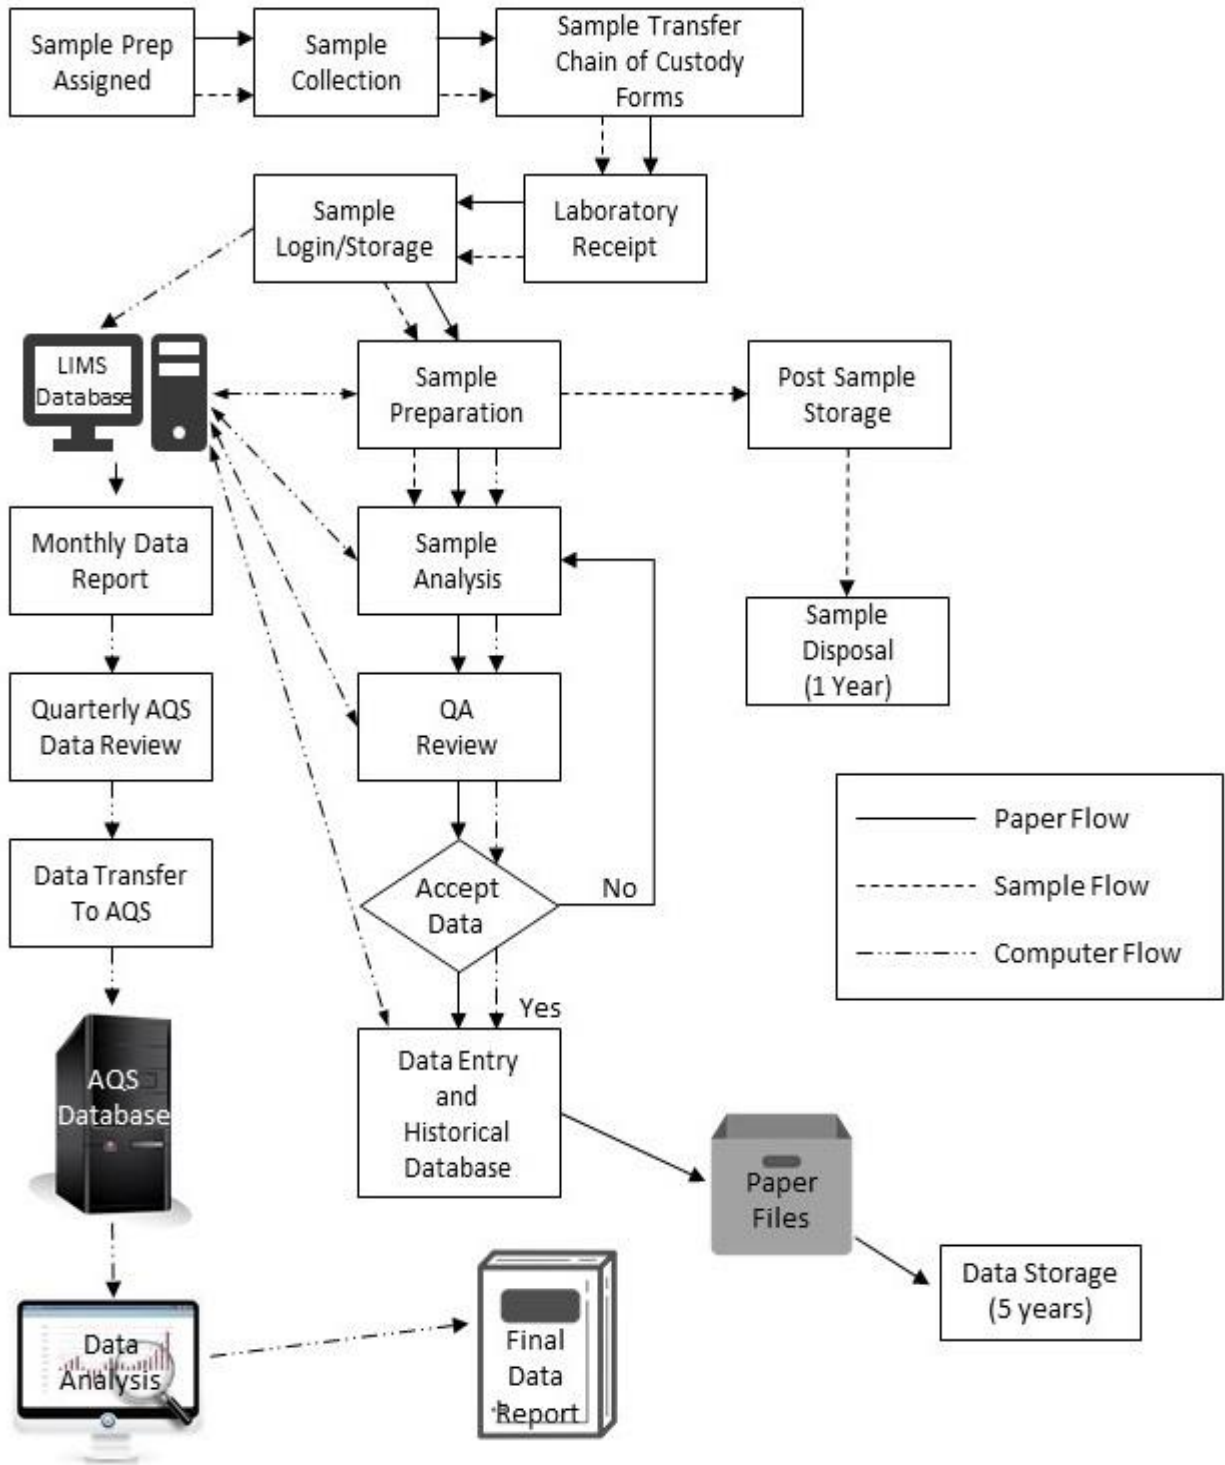 Sample Prep
Assigned
Sample
Collection
Sample Transfer
Chain of Custody
Forms
Sample
Login/Storage
Laboratory
Receipt
LIMS
Database
Sample
Preparation
Post Sample
Storage
Monthly Data
Report
Sample
Analysis
Sample
Disposal
(1 Year)
Quarterly AQS
Data Review
QA
Review
Paper Flow
Sample Flow
Computer Flow
Data Transfer
To AQS
Accept
Data
No
Yes
AQS
Database
Data Entry
and
Historical
Database
Paper
Files
Data Storage
(5 years)
Data
Analysis
Final
Data
Report